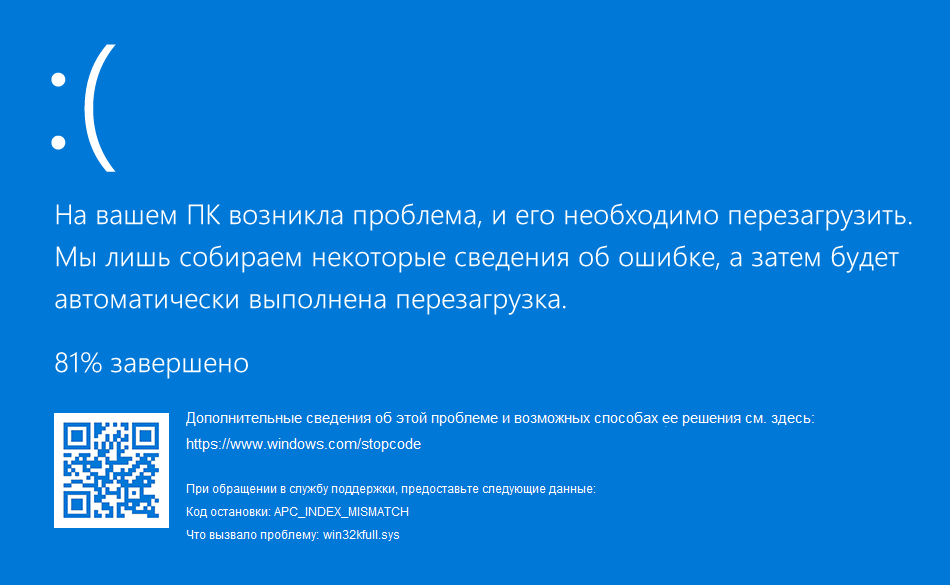 :(
На вашем ПК возникла проблема, и его необходимо перезагрузить.
Мы лишь собираем некоторые сведения об ошибке, а затем будет
автоматически выполнена перезагрузка.
81% завершено
Дополнительные сведения об этой проблеме и возможных способах ее решения см. здесь:
https://www.windows.com/stopcode
При обращении в службу поддержки, предоставьте следующие данные:
Код остановки: APC_INDEX_MISMATCH
Что вызвало проблему: win32kfull.sys